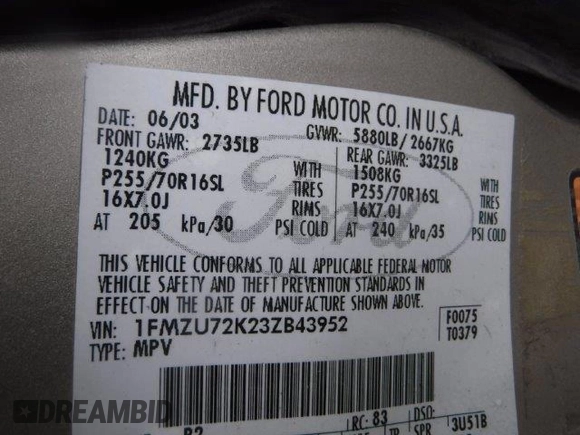 MFD. BY FORD MOTOR CO. IN U.S.A.
DATE: 06/03 GVWR: 5880LB/2667KG
FRONT GAWR: 2735LB REAR GAWR: 3325LB
1240KG WITH 1508KG WITH
P255/70R16SL TIRES P255/70R16SL TIRES
16X7.0J RIMS 16X7.0J RIMS
AT 205 kPa/30 PSI COLD AT 240 kPa/35 PSI COLD
Ford
THIS VEHICLE CONFORMS TO ALL APPLICABLE FEDERAL MOTOR
VEHICLE SAFETY AND THEFT PREVENTION STANDARDS IN
EFFECT ON THE DATE OF MANUFACTURE SHOWN ABOVE.
VIN: 1FMZU72K23ZB43952 F0075
TYPE: MPV T0379
RC: 83 DSO:
SPR 3U51B
DREAMBID